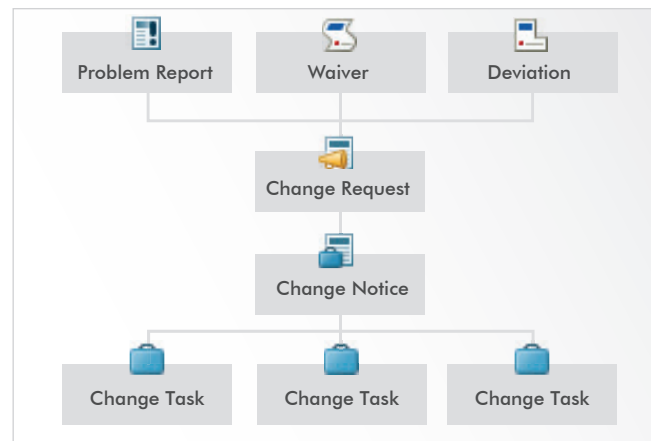 Problem Report
Waiver
Deviation
Change Request
Change Notice
Change Task
Change Task
Change Task